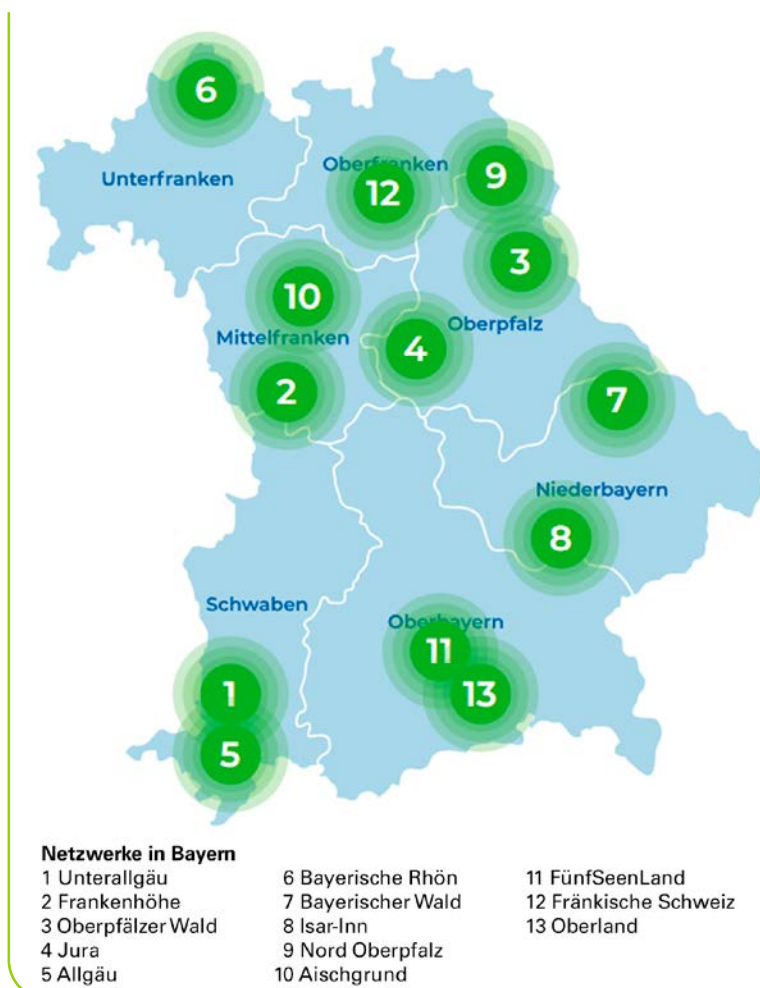 6
Unterfranken
Oberfranken
9
12
3
10
Oberpfalz
Mittelfranken
4
2
7
Niederbayern
8
Schwaben
Oberbayern
11
1
13
5
Netzwerke in Bayern
1 Unterallgäu
2 Frankenhöhe
3 Oberpfälzer Wald
4 Jura
5 Allgäu
6 Bayerische Rhön
7 Bayerischer Wald
8 Isar-Inn
9 Nord Oberpfalz
10 Aischgrund
11 FünfSeenLand
12 Fränkische Schweiz
13 Oberland